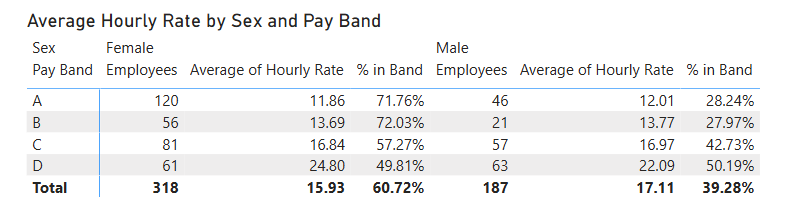 Average Hourly Rate by Sex and Pay Band
Sex Female Male
Pay Band Employees Average of Hourly Rate % in Band Employees Average of Hourly Rate % in Band
A 120 11.86 71.76% 46 12.01 28.24%
B 56 13.69 72.03% 21 13.77 27.97%
C 81 16.84 57.27% 57 16.97 42.73%
D 61 24.80 49.81% 63 22.09 50.19%
Total 318 15.93 60.72% 187 17.11 39.28%